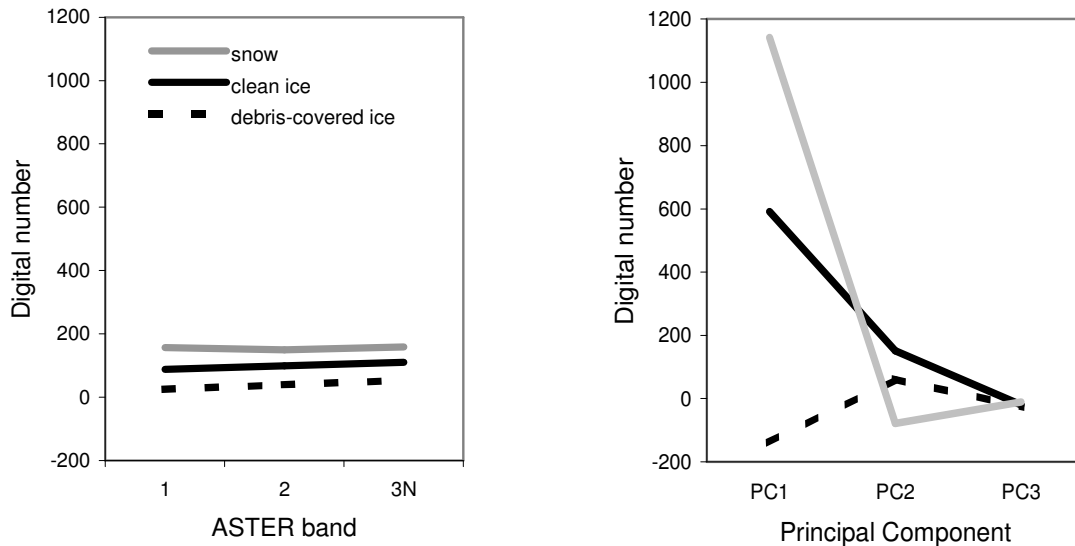 1200
1000
800
600
400
200
0
-200
Digital number
snow
clean ice
debris-covered ice
1 2 3N
ASTER band
1200
1000
800
600
400
200
0
-200
Digital number
PC1 PC2 PC3
Principal Component